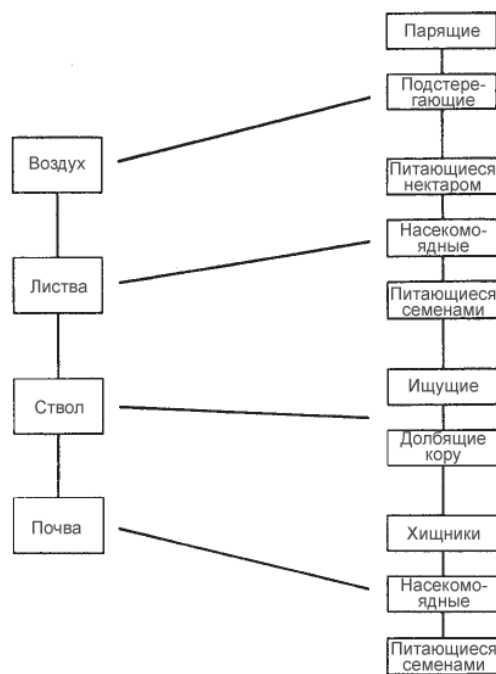 Воздух
Листва
Ствол
Почва
Парящие
Подстере-
гающие
Питающиеся
нектаром
Насекомо-
ядные
Питающиеся
семенами
Ищущие
Долбящие
кору
Хищники
Насекомо-
ядные
Питающиеся
семенами